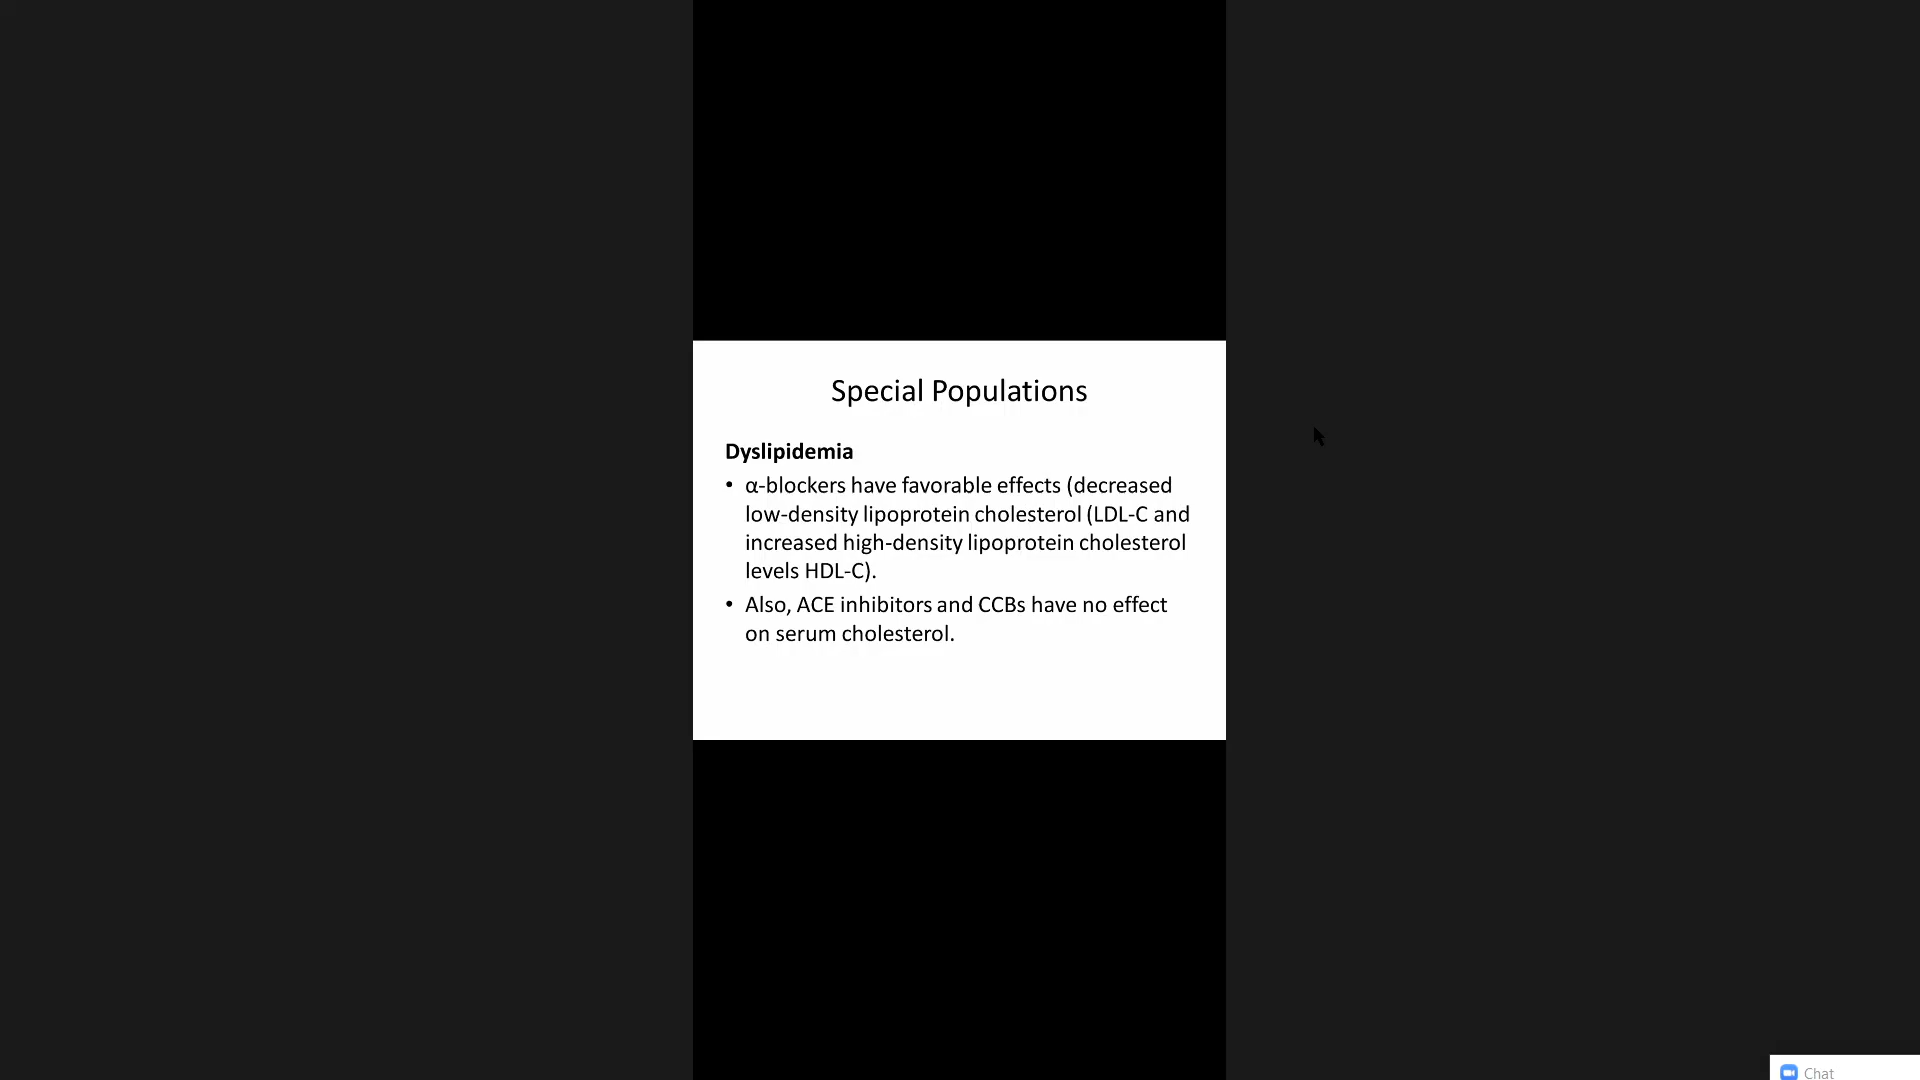 Special Populations
Dyslipidemia
• α-blockers have favorable effects (decreased
low-density lipoprotein cholesterol (LDL-C and
increased high-density lipoprotein cholesterol
levels HDL-C).
• Also, ACE inhibitors and CCBs have no effect
on serum cholesterol.
Chat